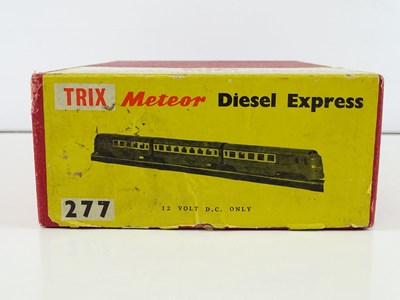 TRIX Meteor Diesel Express
277
12 VOLT D.C. ONLY